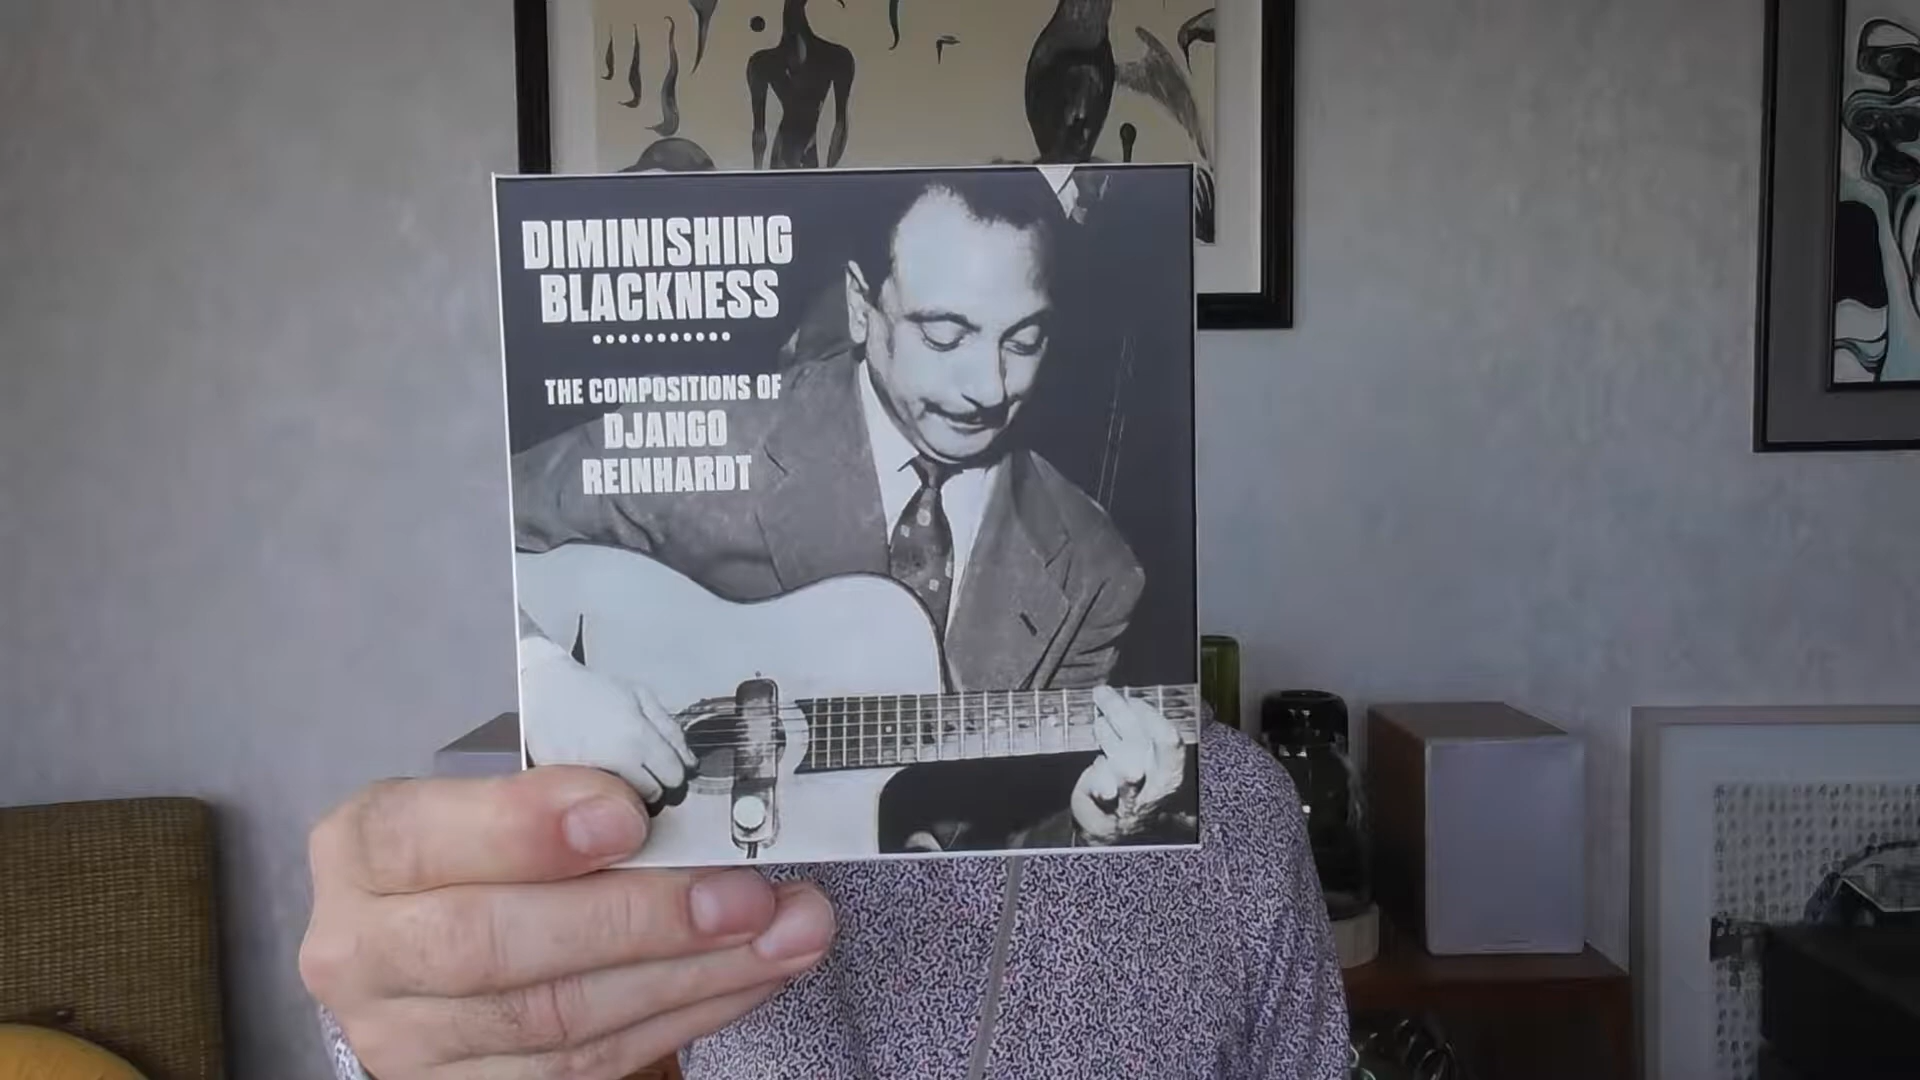 DIMINISHING
BLACKNESS
THE COMPOSITIONS OF
DJANGO
REINHARDT